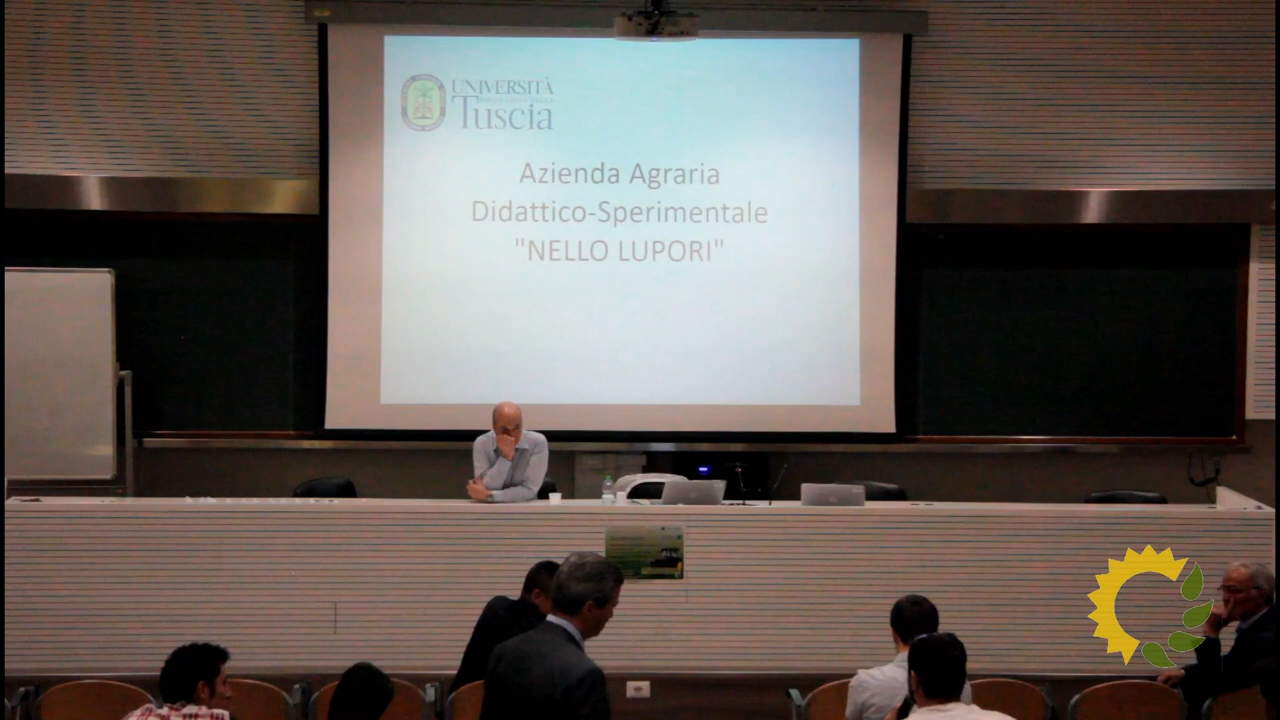 UNIVERSITÀ
Tuscia
Azienda Agraria
Didattico-Sperimentale
"NELLO LUPORI"